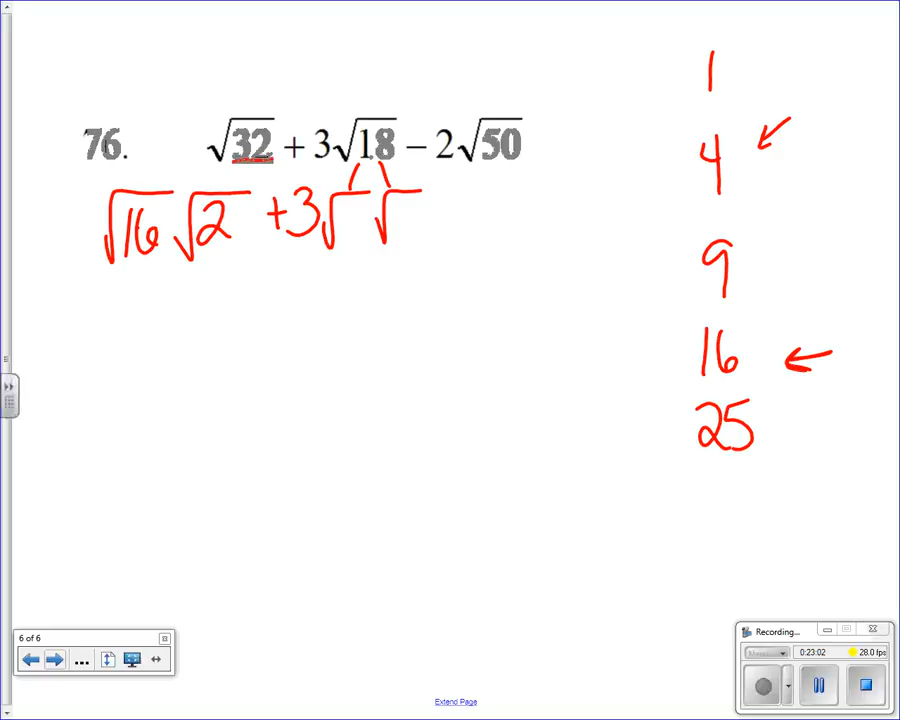 1
76. √32 + 3√18 − 2√50
4
√16 √2 + 3√ √
9
16
25
6 of 6
...
Recording...
0:23:02
28.0 fps
Extend Page